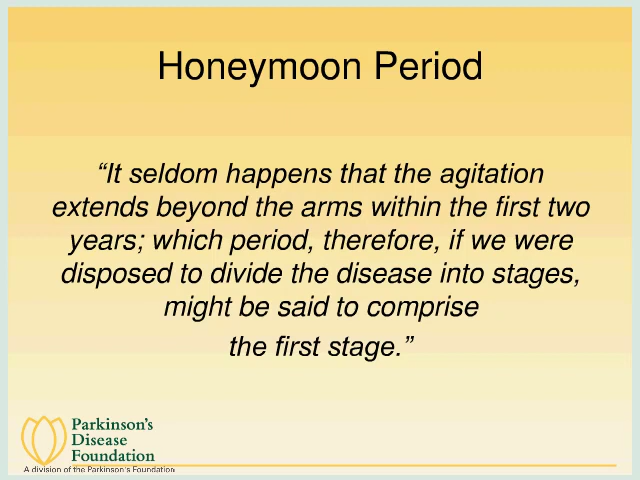 Honeymoon Period
“It seldom happens that the agitation
extends beyond the arms within the first two
years; which period, therefore, if we were
disposed to divide the disease into stages,
might be said to comprise
the first stage.”
Parkinson's
Disease
Foundation
A division of the Parkinson's Foundation